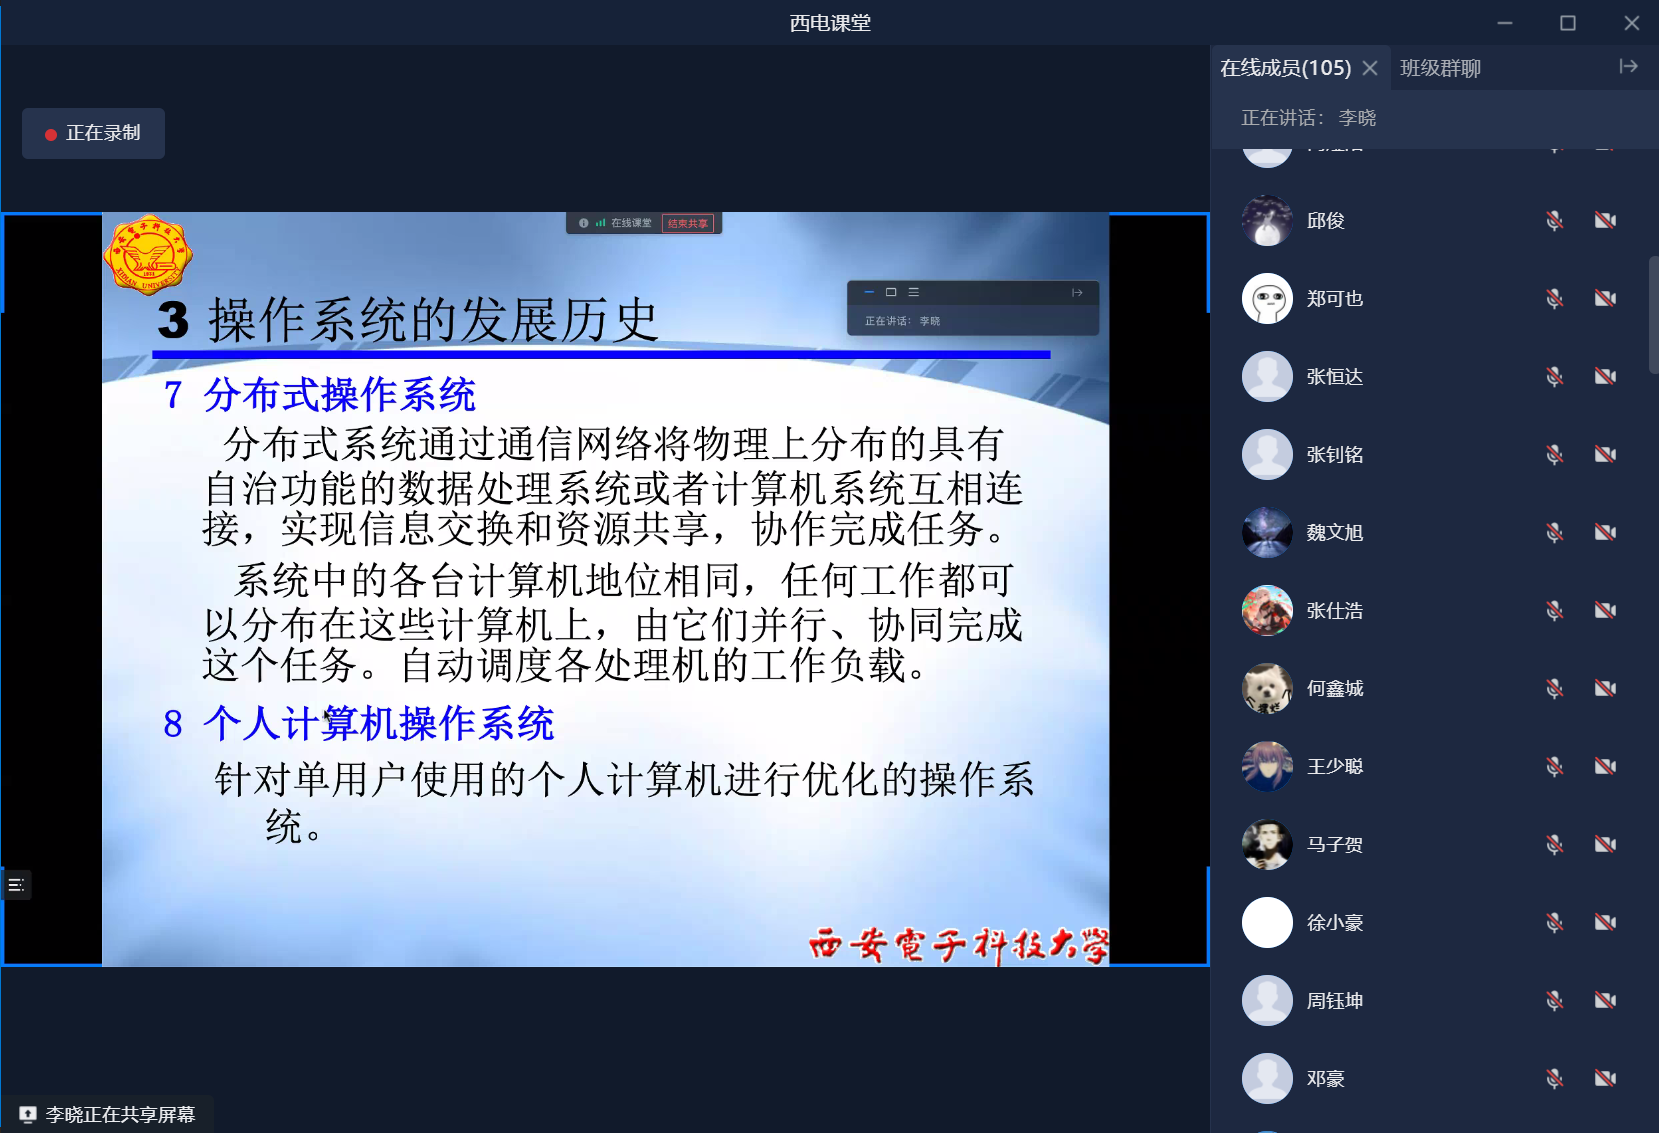 西电课堂
在线成员(105)
班级群聊
正在讲话： 李晓
正在录制
在线课堂 结束共享
正在讲话： 李晓
3 操作系统的发展历史
7 分布式操作系统
分布式系统通过通信网络将物理上分布的具有
自治功能的数据处理系统或者计算机系统互相连
接，实现信息交换和资源共享，协作完成任务。
系统中的各台计算机地位相同，任何工作都可
以分布在这些计算机上，由它们并行、协同完成
这个任务。自动调度各处理机的工作负载。
8 个人计算机操作系统
针对单用户使用的个人计算机进行优化的操作系
统。
西安電子科技大學
李晓正在共享屏幕
邱俊
郑可也
张恒达
张钊铭
魏文旭
张仕浩
何鑫城
王少聪
马子贺
徐小豪
周钰坤
邓豪